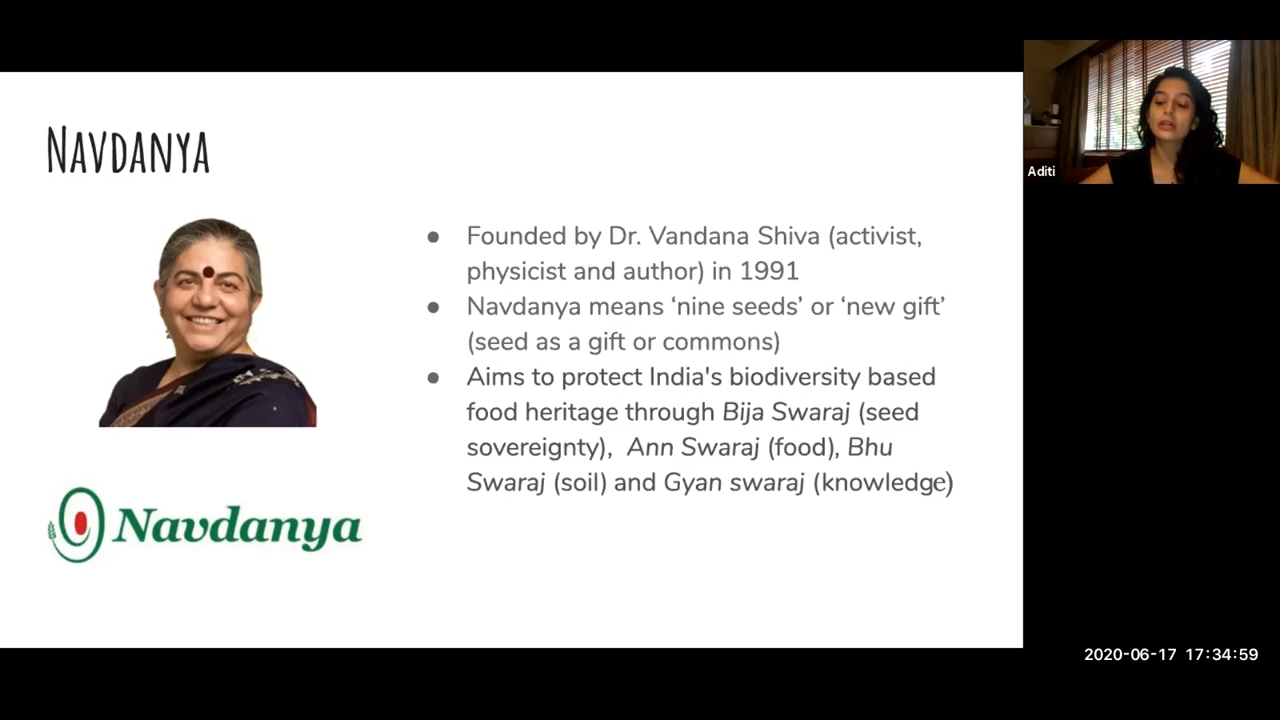 NAVDANYA
● Founded by Dr. Vandana Shiva (activist,
physicist and author) in 1991
● Navdanya means ‘nine seeds’ or ‘new gift’
(seed as a gift or commons)
● Aims to protect India's biodiversity based
food heritage through Bija Swaraj (seed
sovereignty), Ann Swaraj (food), Bhu
Swaraj (soil) and Gyan swaraj (knowledge)
Navdanya
Aditi
2020-06-17 17:34:59